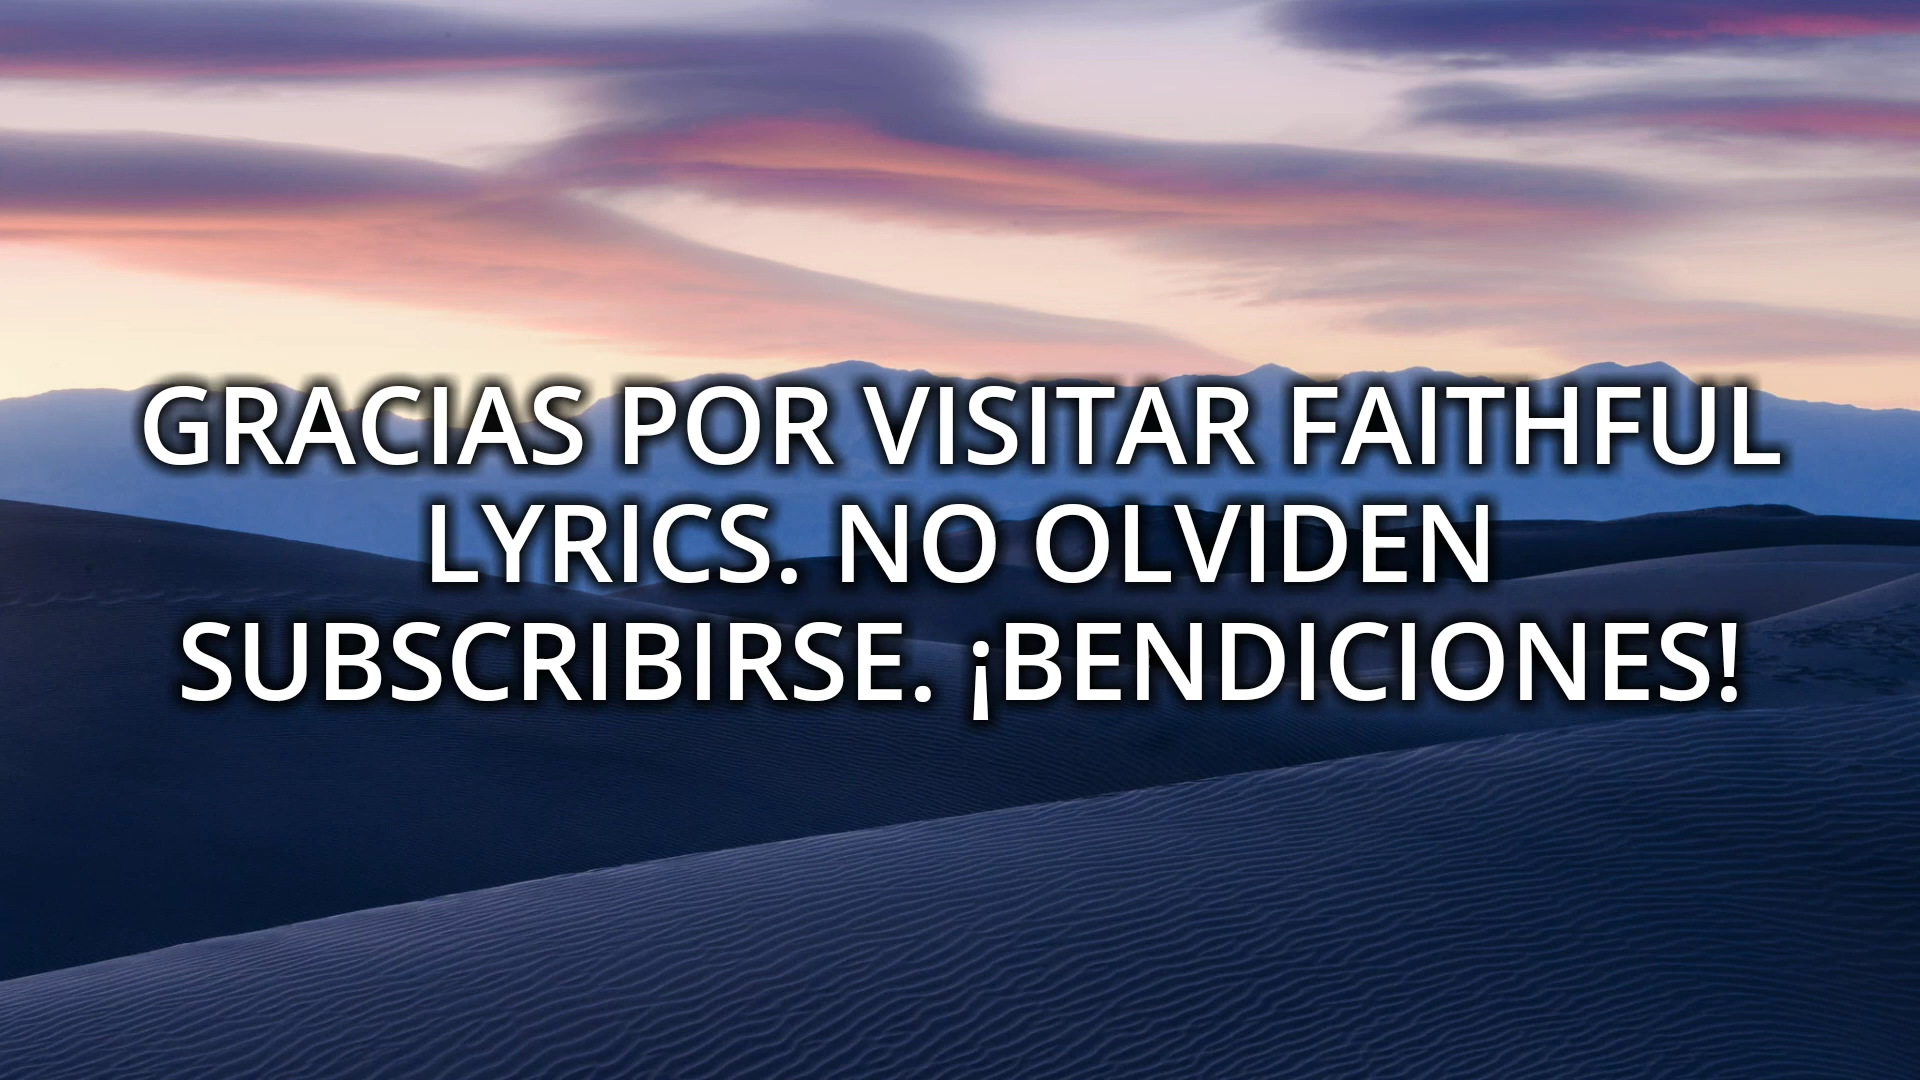 GRACIAS POR VISITAR FAITHFUL
LYRICS. NO OLVIDEN
SUBSCRIBIRSE. ¡BENDICIONES!